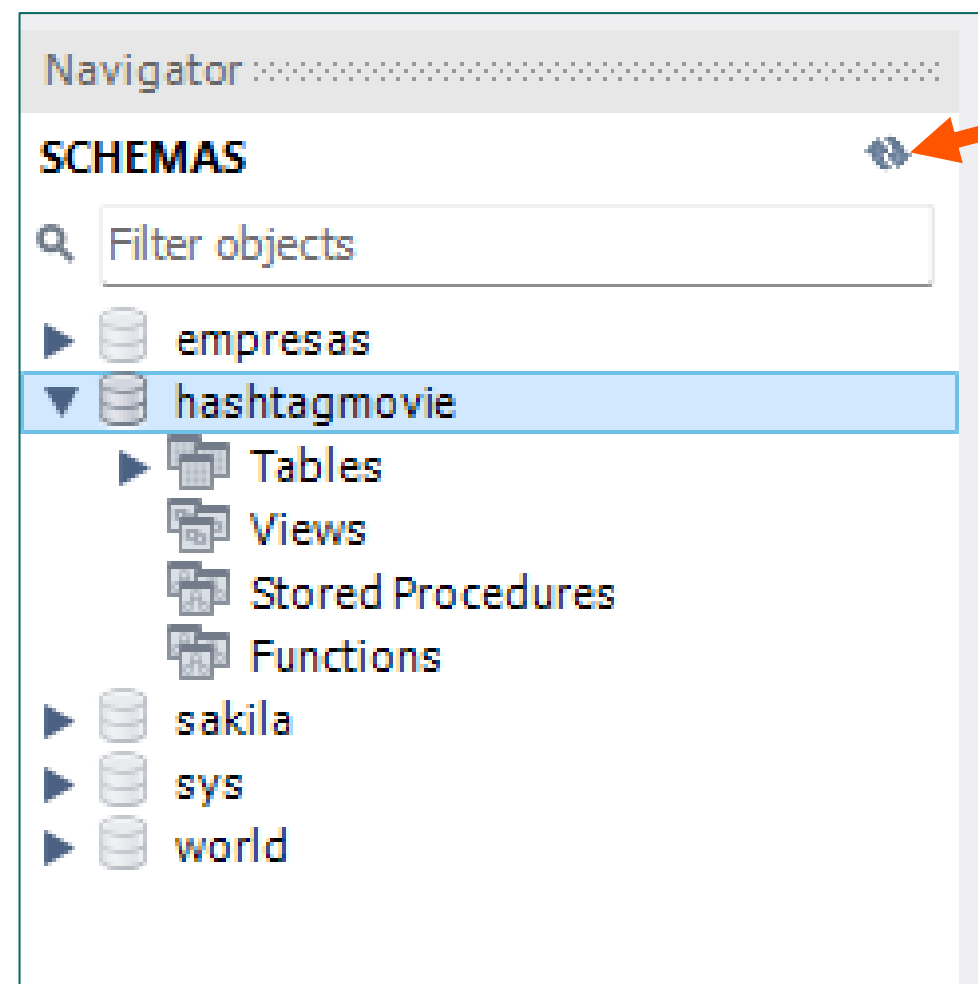 Navigator
SCHEMAS
Filter objects
empresas
hashtagmovie
Tables
Views
Stored Procedures
Functions
sakila
sys
world